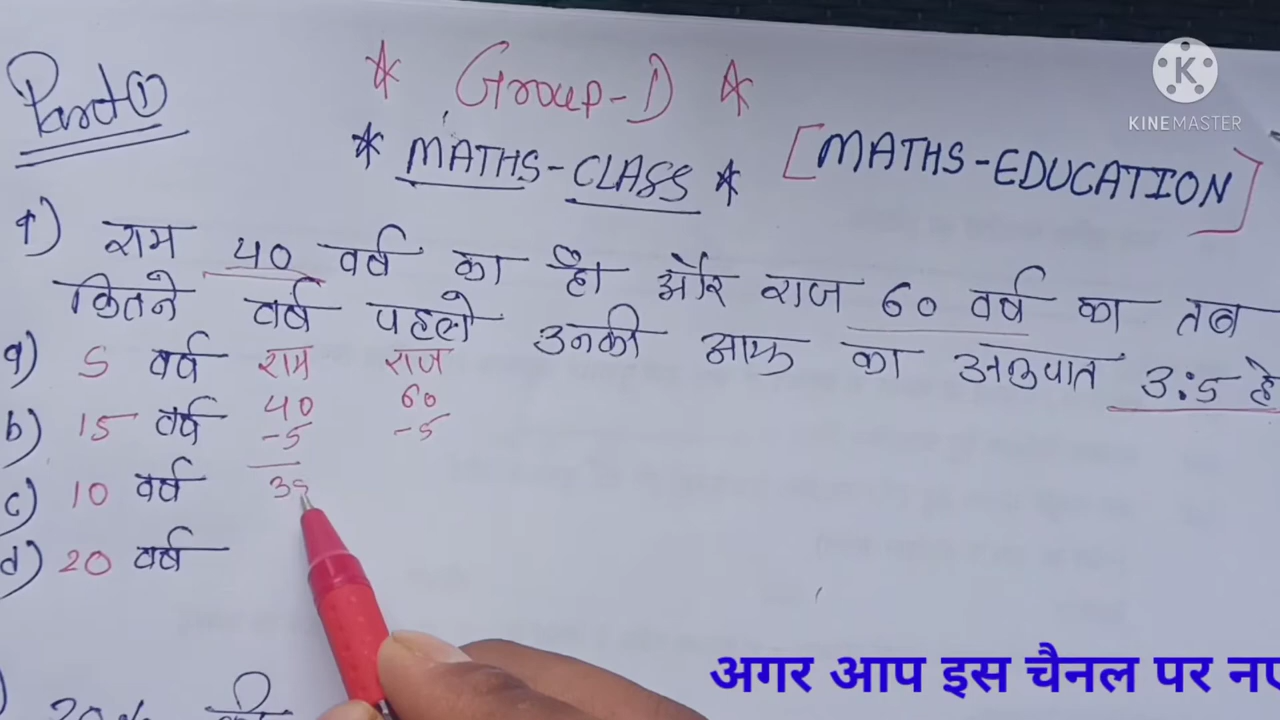 Part ①
* Group-D *
* MATHS-CLASS *
[MATHS-EDUCATION]
KINEMASTER
१) राम 40 वर्ष का है। और राज 60 वर्ष का तब
कितने वर्ष पहले उनकी आयु का अनुपात 3:5 है
a) 5 वर्ष
b) 15 वर्ष
c) 10 वर्ष
d) 20 वर्ष
राम राज
40 60
-5 -5
35
अगर आप इस चैनल पर नए